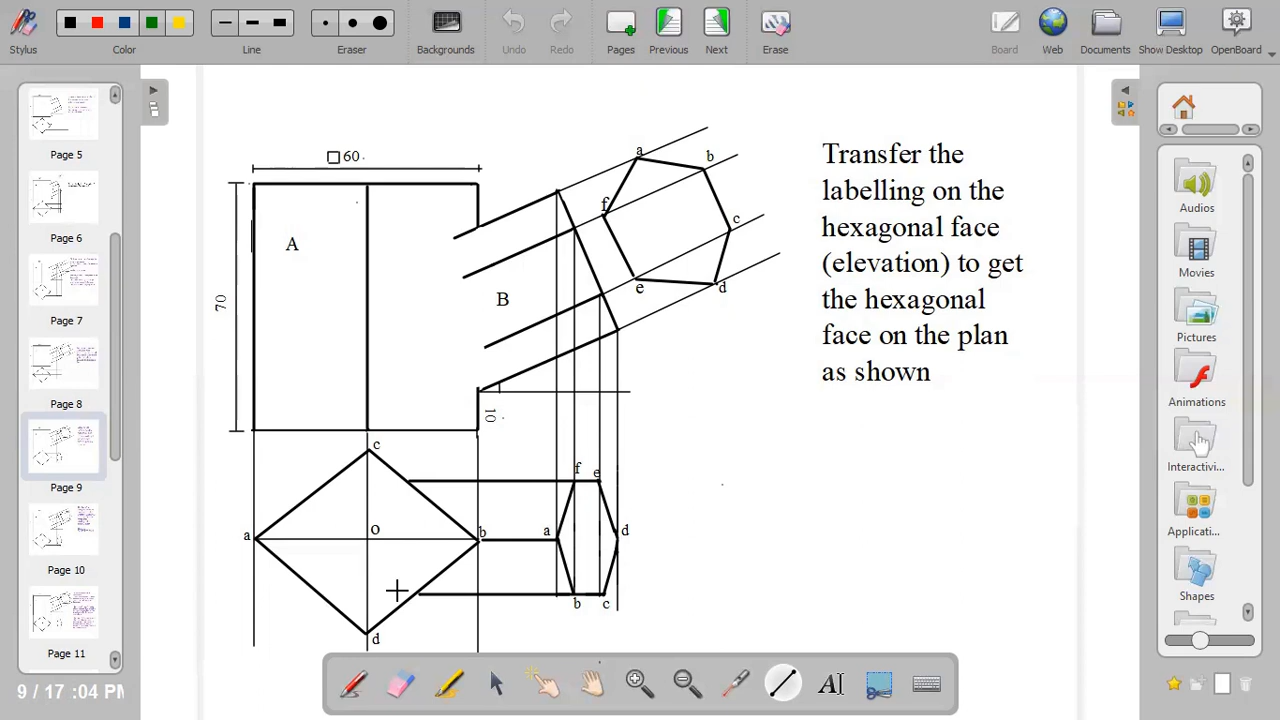 Stylus
Color
Line
Eraser
Backgrounds
Undo
Redo
Pages
Previous
Next
Erase
Board
Web
Documents
Show Desktop
OpenBoard
Page 5
Page 6
Page 7
Page 8
Page 9
Page 10
Page 11
9 / 17 :04 PM
60
70
A
B
10
a
b
c
d
e
f
Transfer the
labelling on the
hexagonal face
(elevation) to get
the hexagonal
face on the plan
as shown
c
a
o
b
d
f
e
a
d
b
c
Audios
Movies
Pictures
Animations
Interactivi...
Applicati...
Shapes
AI